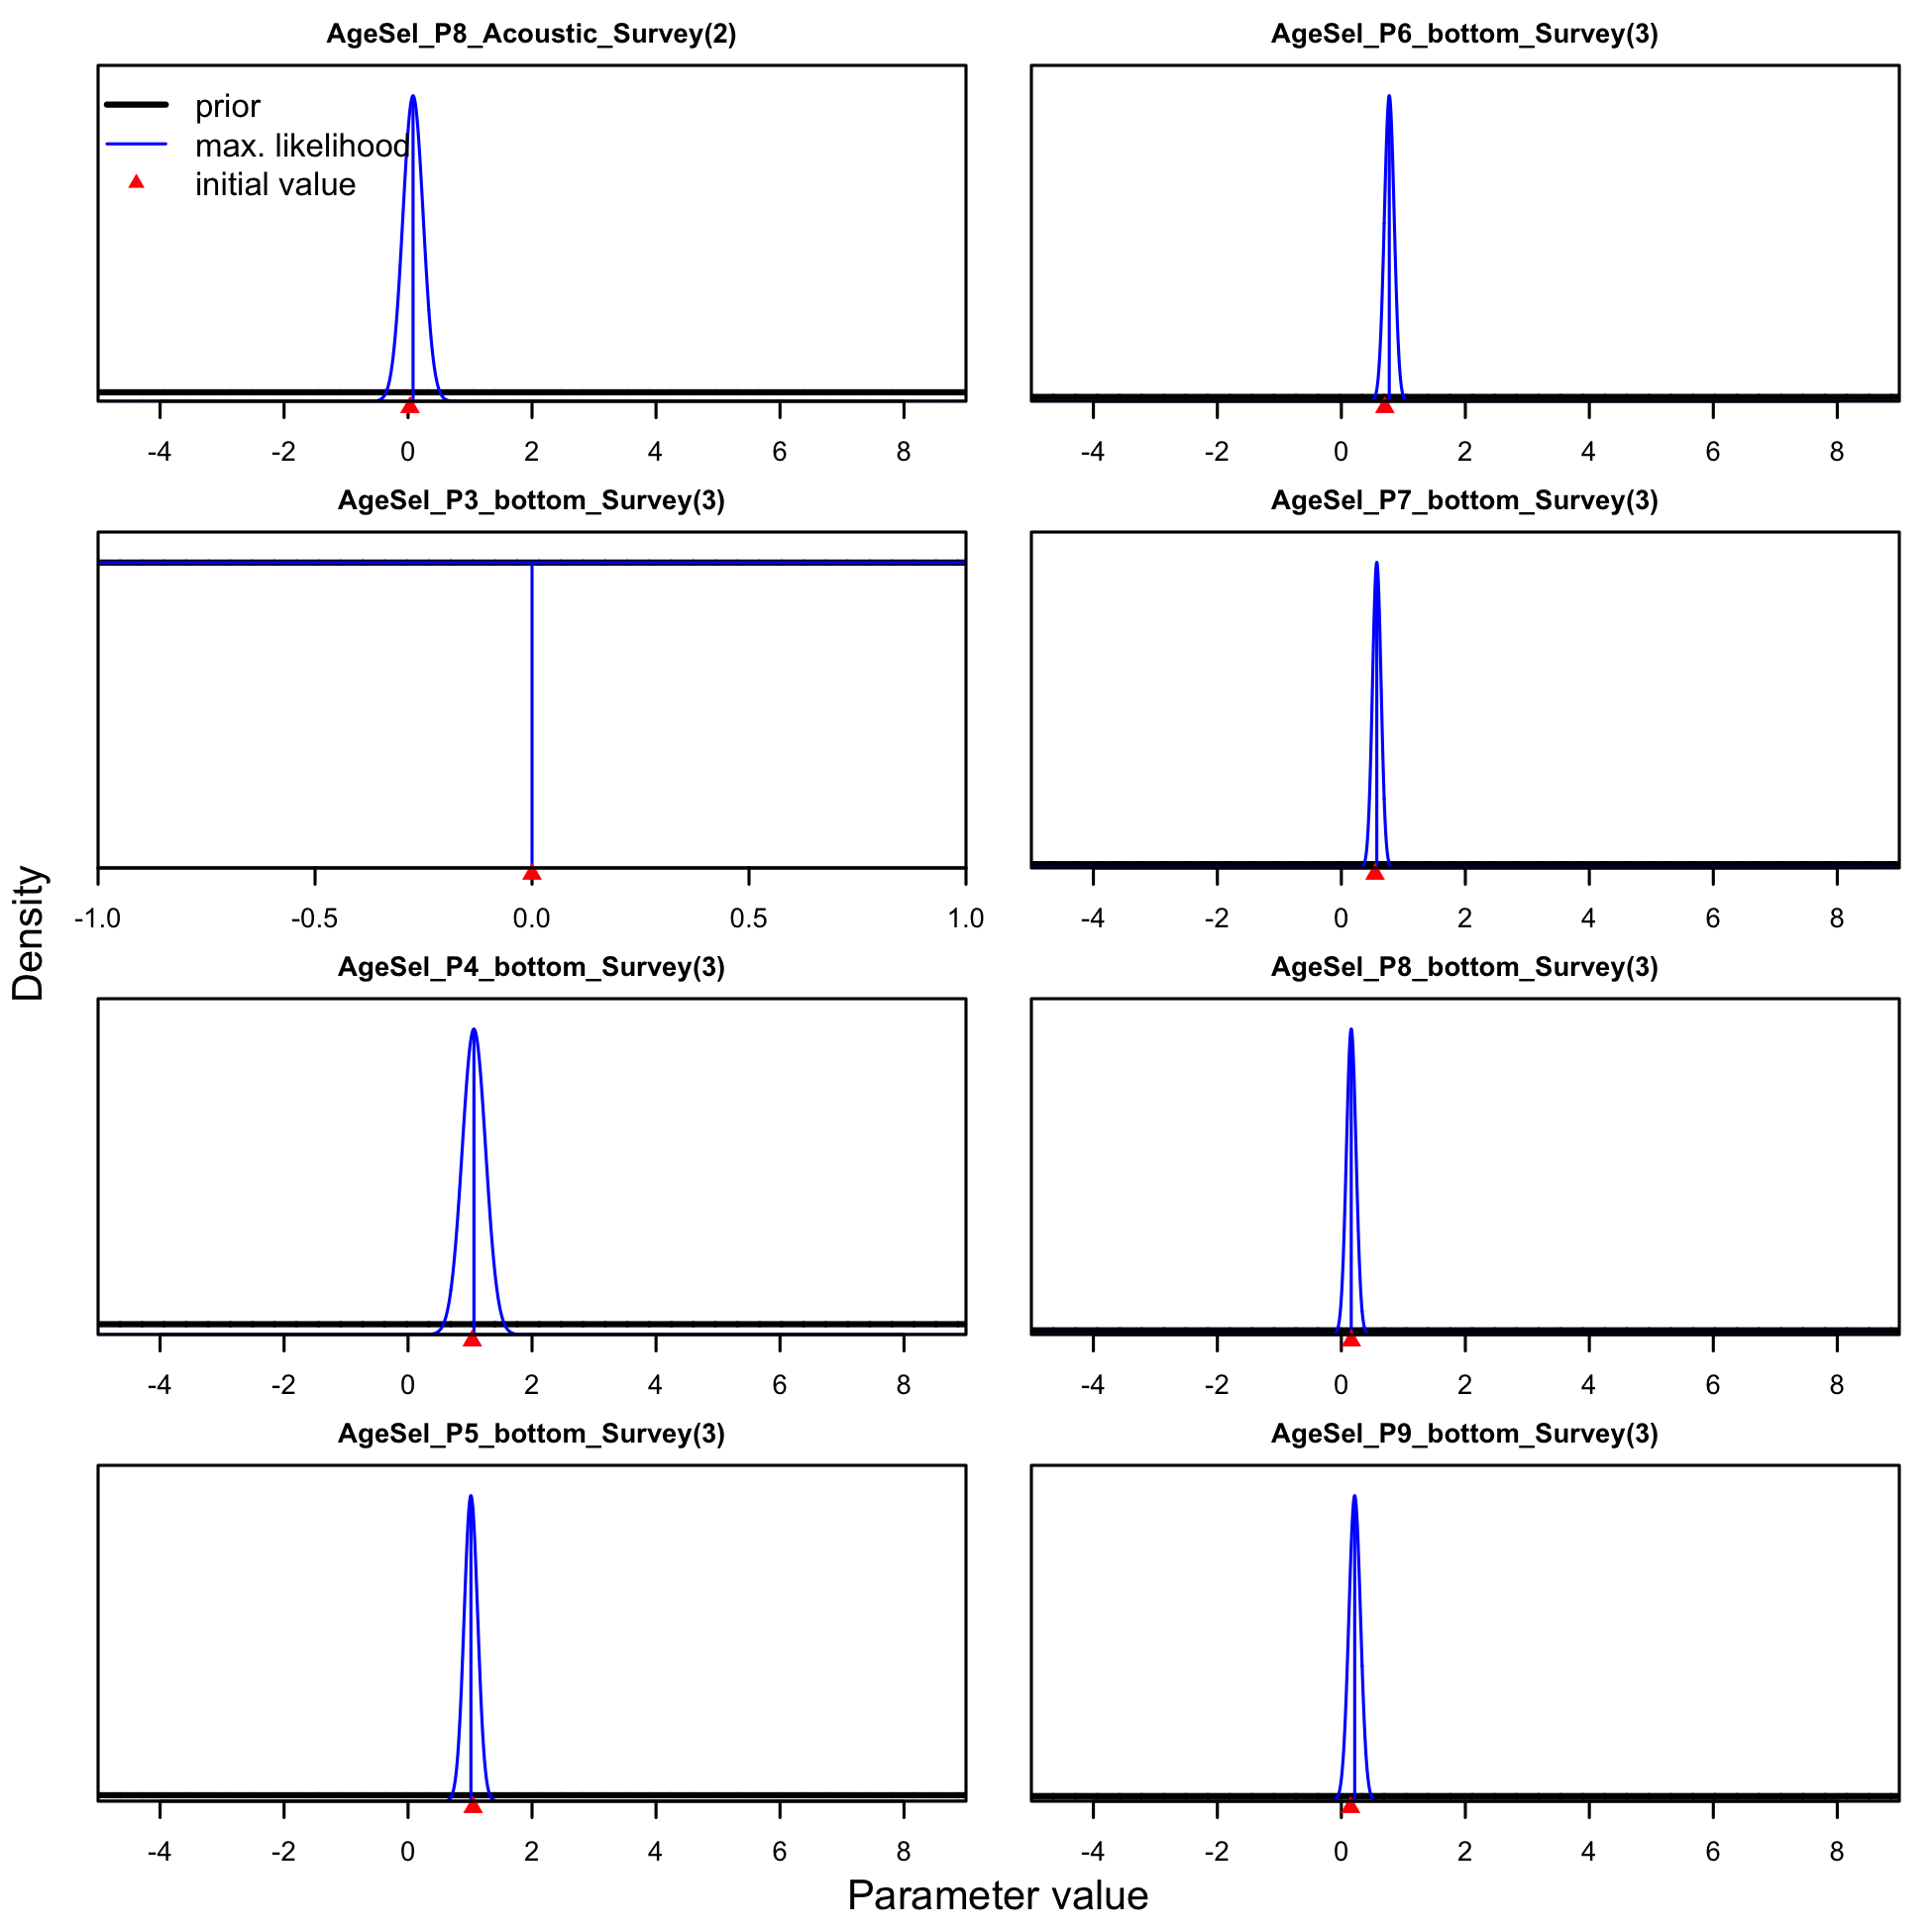 AgeSel_P8_Acoustic_Survey(2)
prior
max. likelihood
initial value
-4 -2 0 2 4 6 8
AgeSel_P6_bottom_Survey(3)
-4 -2 0 2 4 6 8
AgeSel_P3_bottom_Survey(3)
-1.0 -0.5 0.0 0.5 1.0
AgeSel_P7_bottom_Survey(3)
-4 -2 0 2 4 6 8
AgeSel_P4_bottom_Survey(3)
-4 -2 0 2 4 6 8
AgeSel_P8_bottom_Survey(3)
-4 -2 0 2 4 6 8
AgeSel_P5_bottom_Survey(3)
-4 -2 0 2 4 6 8
AgeSel_P9_bottom_Survey(3)
-4 -2 0 2 4 6 8
Density
Parameter value